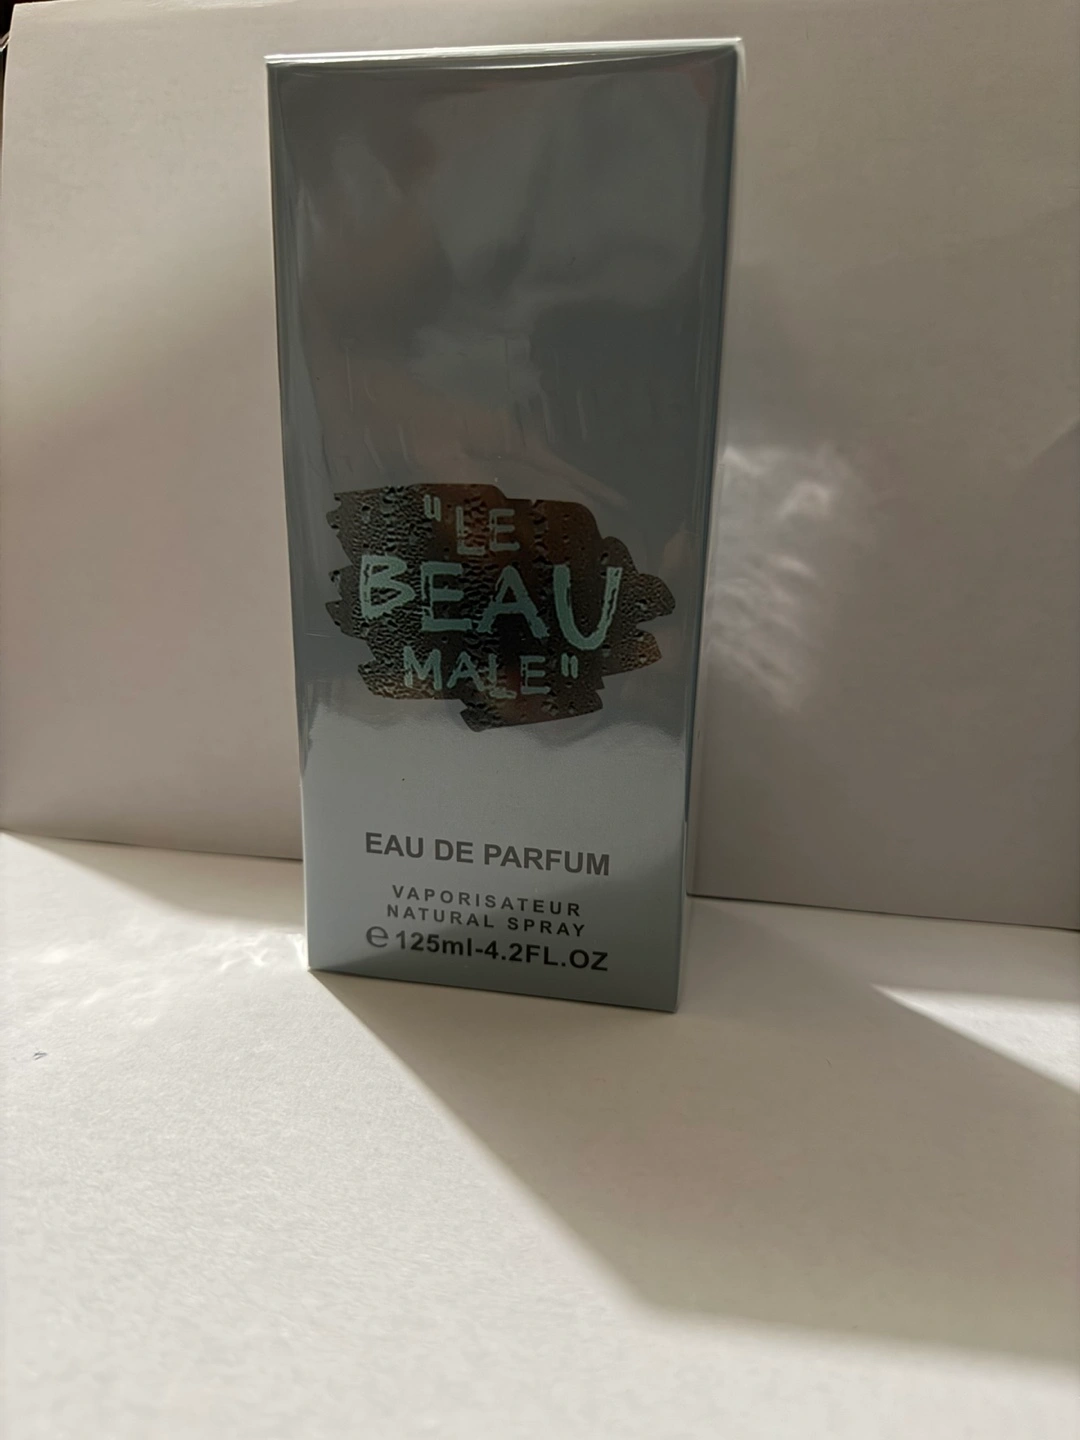 "LE
BEAU
MALE"
EAU DE PARFUM
VAPORISATEUR
NATURAL SPRAY
℮125ml-4.2FL.OZ